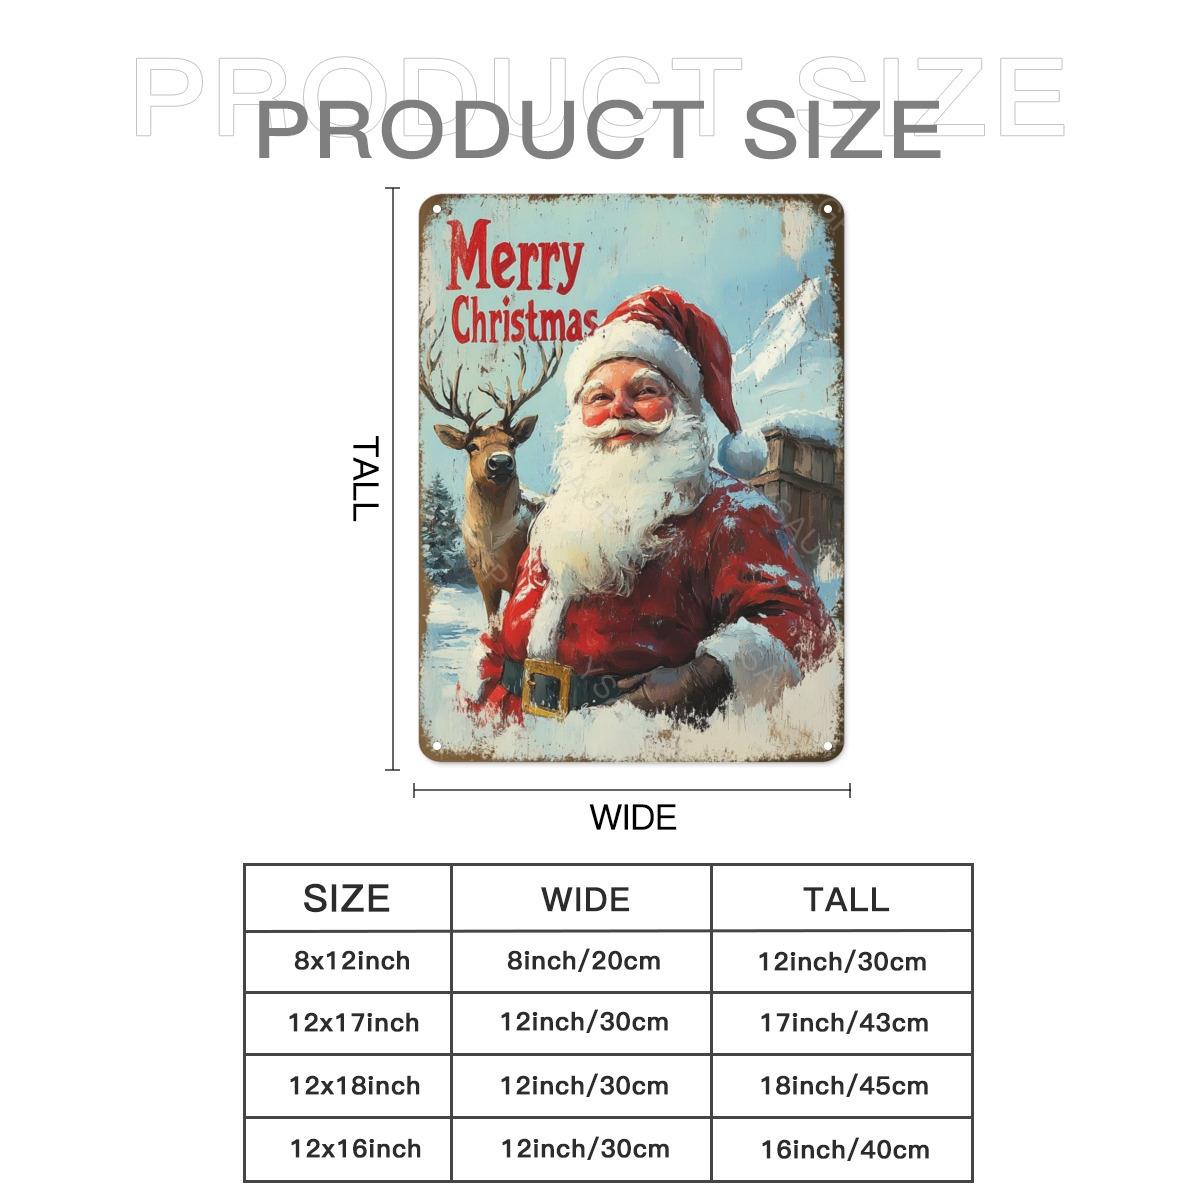 PRODUCT SIZE
PRODUCT SIZE
Merry
Christmas
TALL
WIDE
SIZE WIDE TALL
8x12inch 8inch/20cm 12inch/30cm
12x17inch 12inch/30cm 17inch/43cm
12x18inch 12inch/30cm 18inch/45cm
12x16inch 12inch/30cm 16inch/40cm